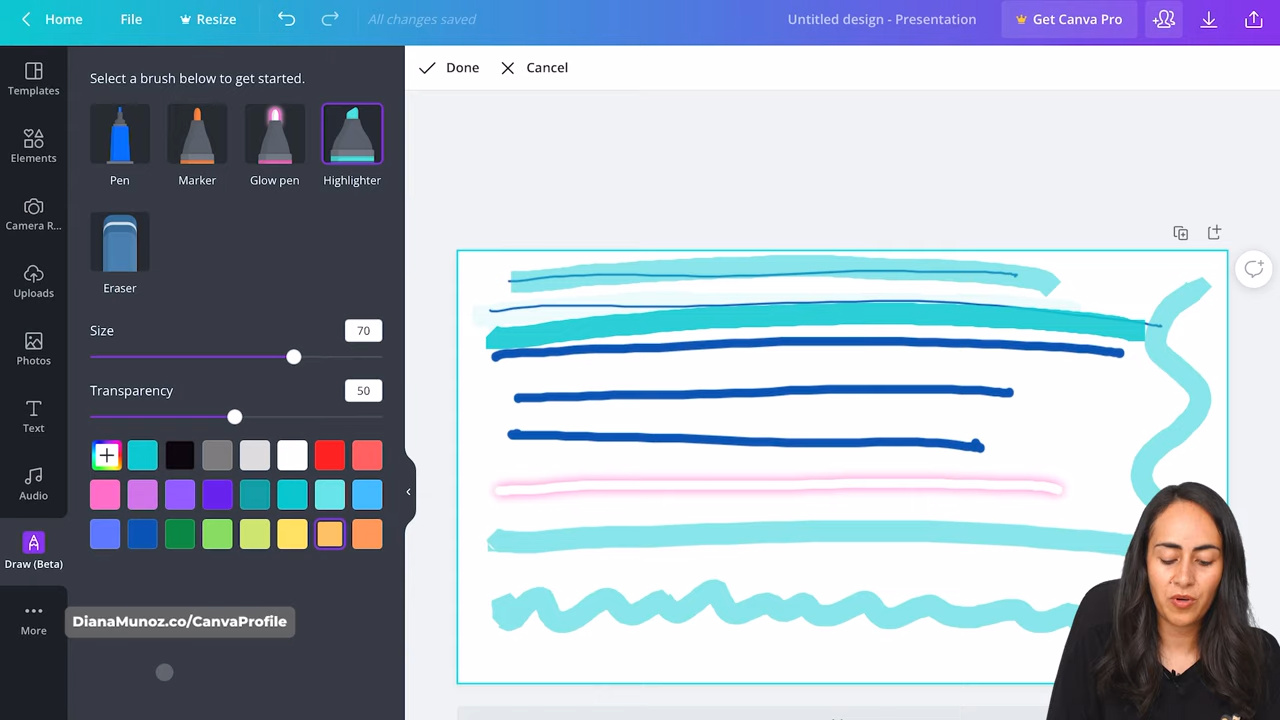 Home File Resize All changes saved Untitled design - Presentation Get Canva Pro
Done Cancel
Templates
Elements
Camera R...
Uploads
Photos
Text
Audio
Draw (Beta)
More
Select a brush below to get started.
Pen Marker Glow pen Highlighter
Eraser
Size 70
Transparency 50
DianaMunoz.co/CanvaProfile